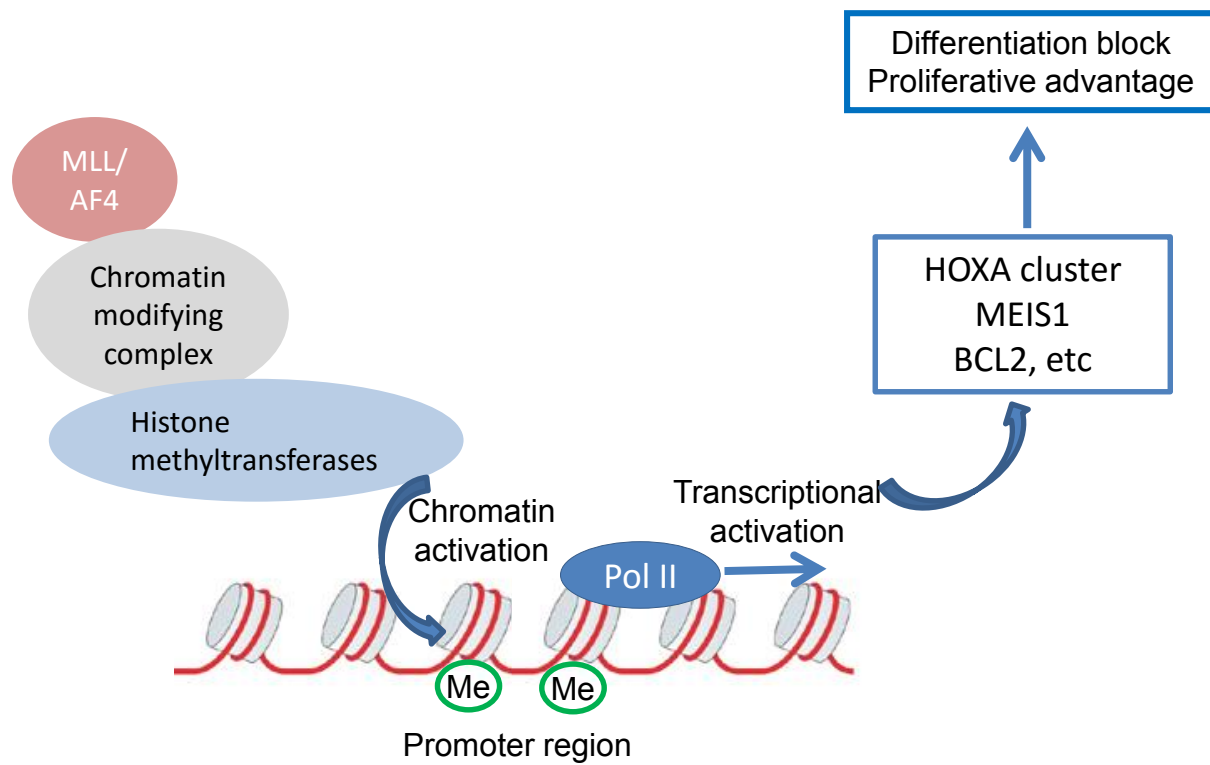 Differentiation block
Proliferative advantage
MLL/
AF4
Chromatin
modifying
complex
HOXA cluster
MEIS1
BCL2, etc
Histone
methyltransferases
Chromatin
activation
Transcriptional
activation
Pol II
Me
Me
Promoter region